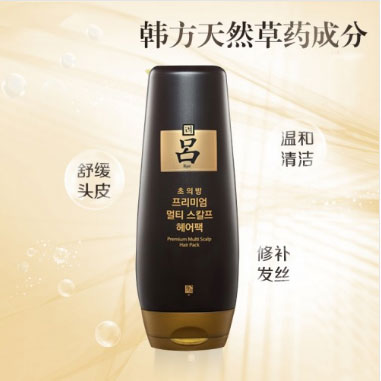 韩方天然草药成分
舒缓
头皮
温和
清洁
修补
发丝
呂
Ryo
초의방
프리미엄
멀티 스칼프
헤어팩
Premium Multi Scalp
Hair Pack